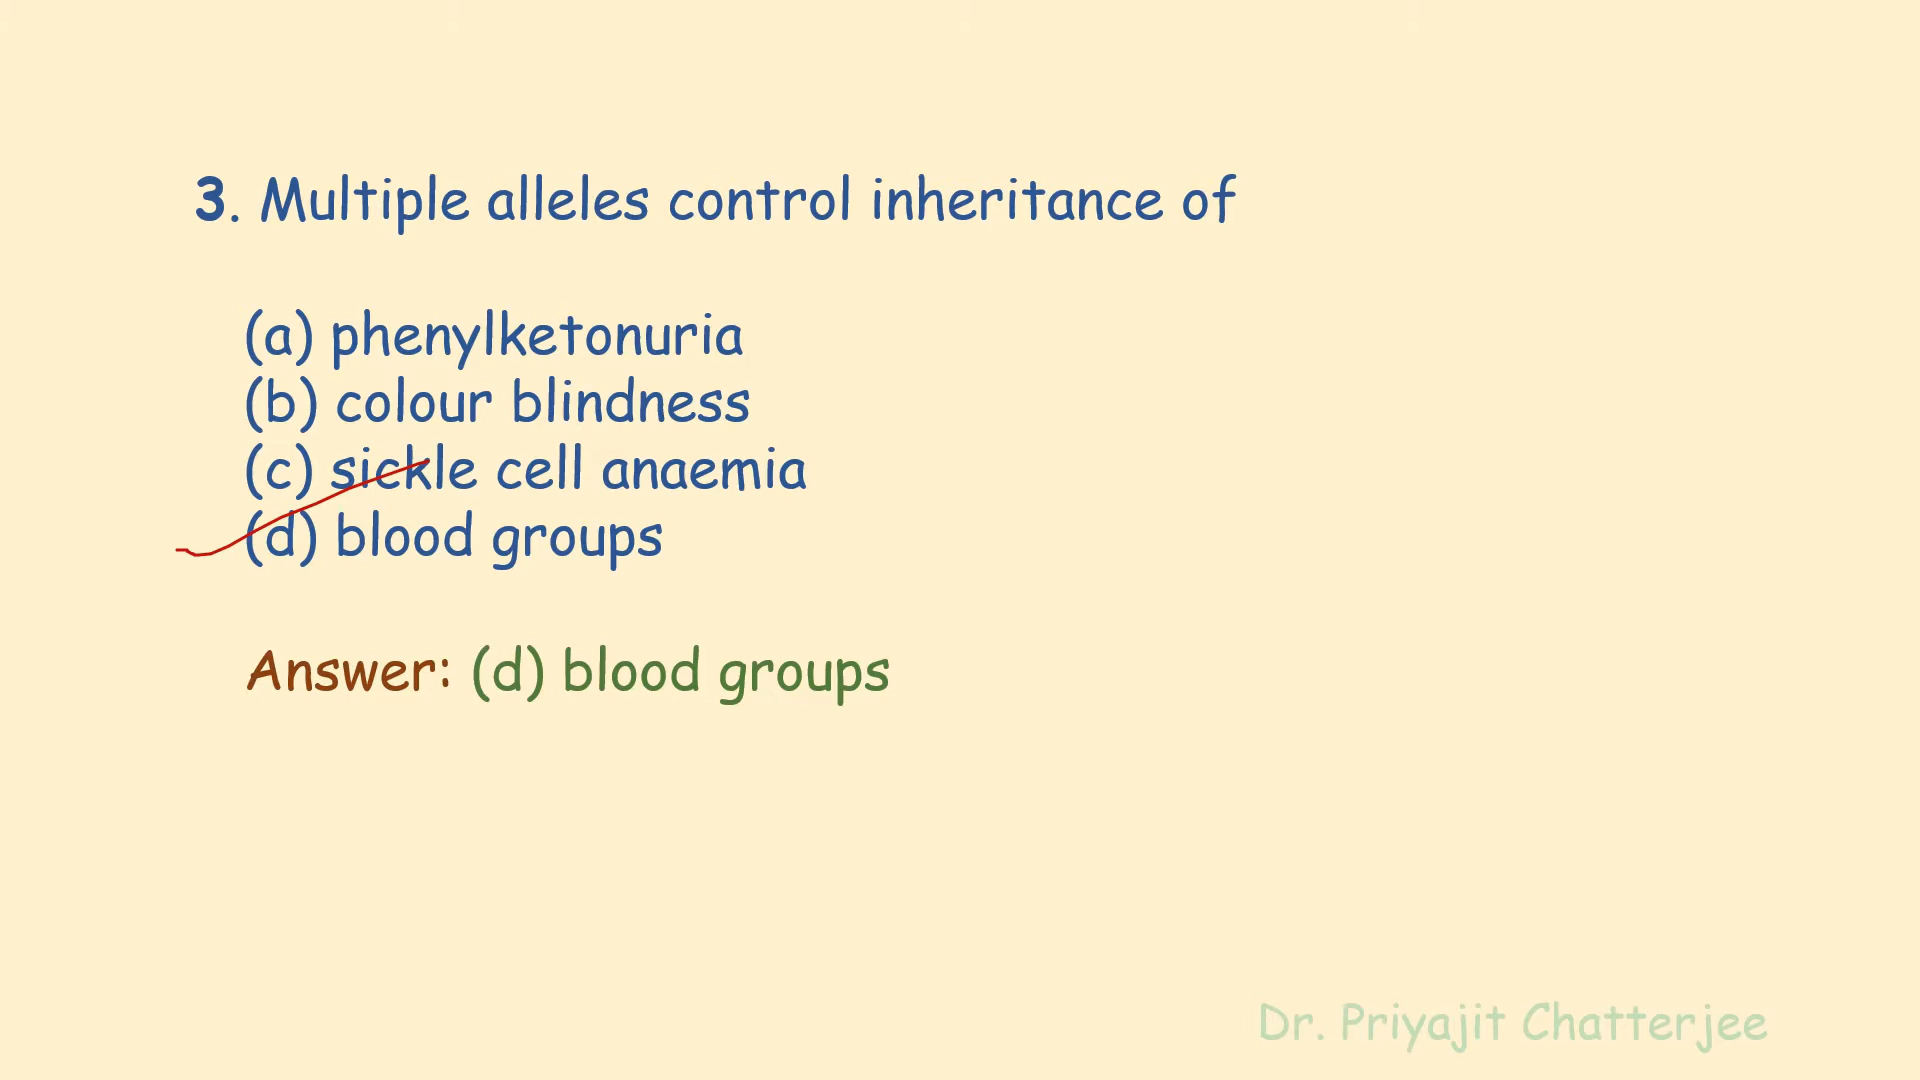 3. Multiple alleles control inheritance of
(a) phenylketonuria
(b) colour blindness
(c) sickle cell anaemia
(d) blood groups
Answer: (d) blood groups
Dr. Priyajit Chatterjee